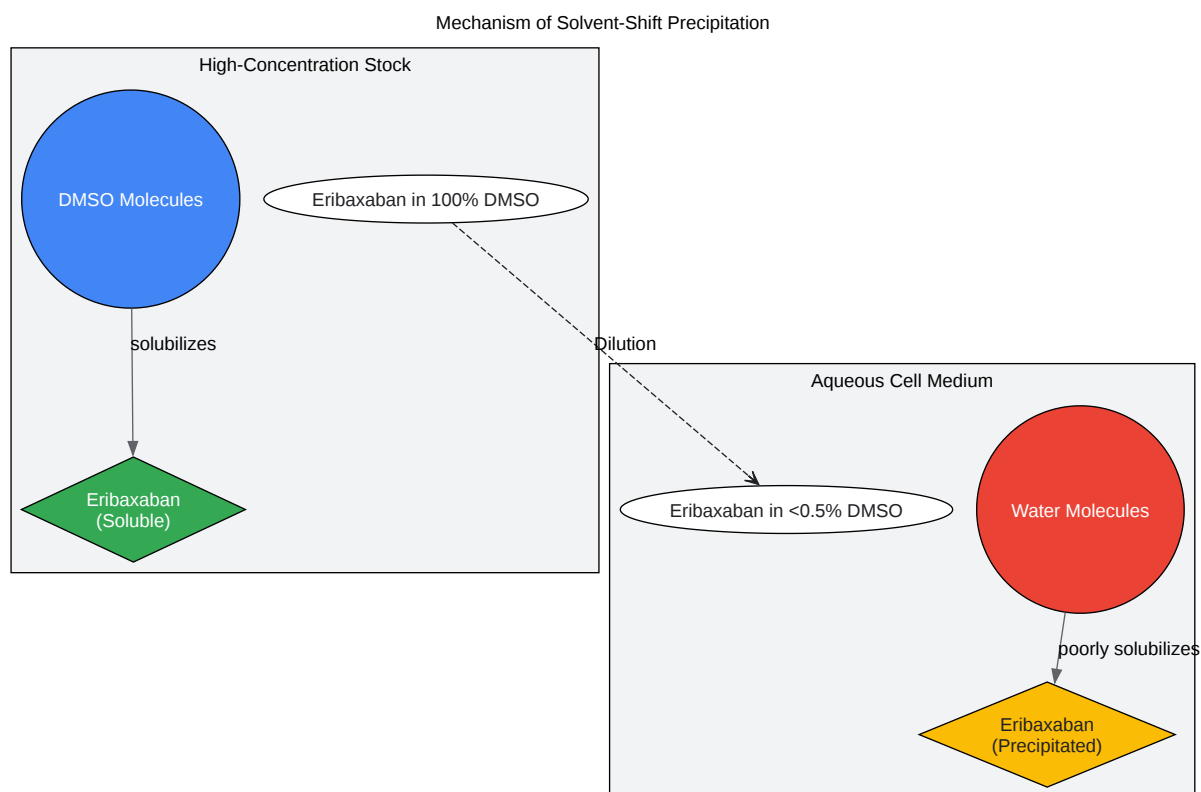 Mechanism of Solvent-Shift Precipitation
High-Concentration Stock
DMSO Molecules
Eribaxaban in 100% DMSO
solubilizes
Dilution
Eribaxaban
(Soluble)
Aqueous Cell Medium
Eribaxaban in <0.5% DMSO
Water Molecules
poorly solubilizes
Eribaxaban
(Precipitated)